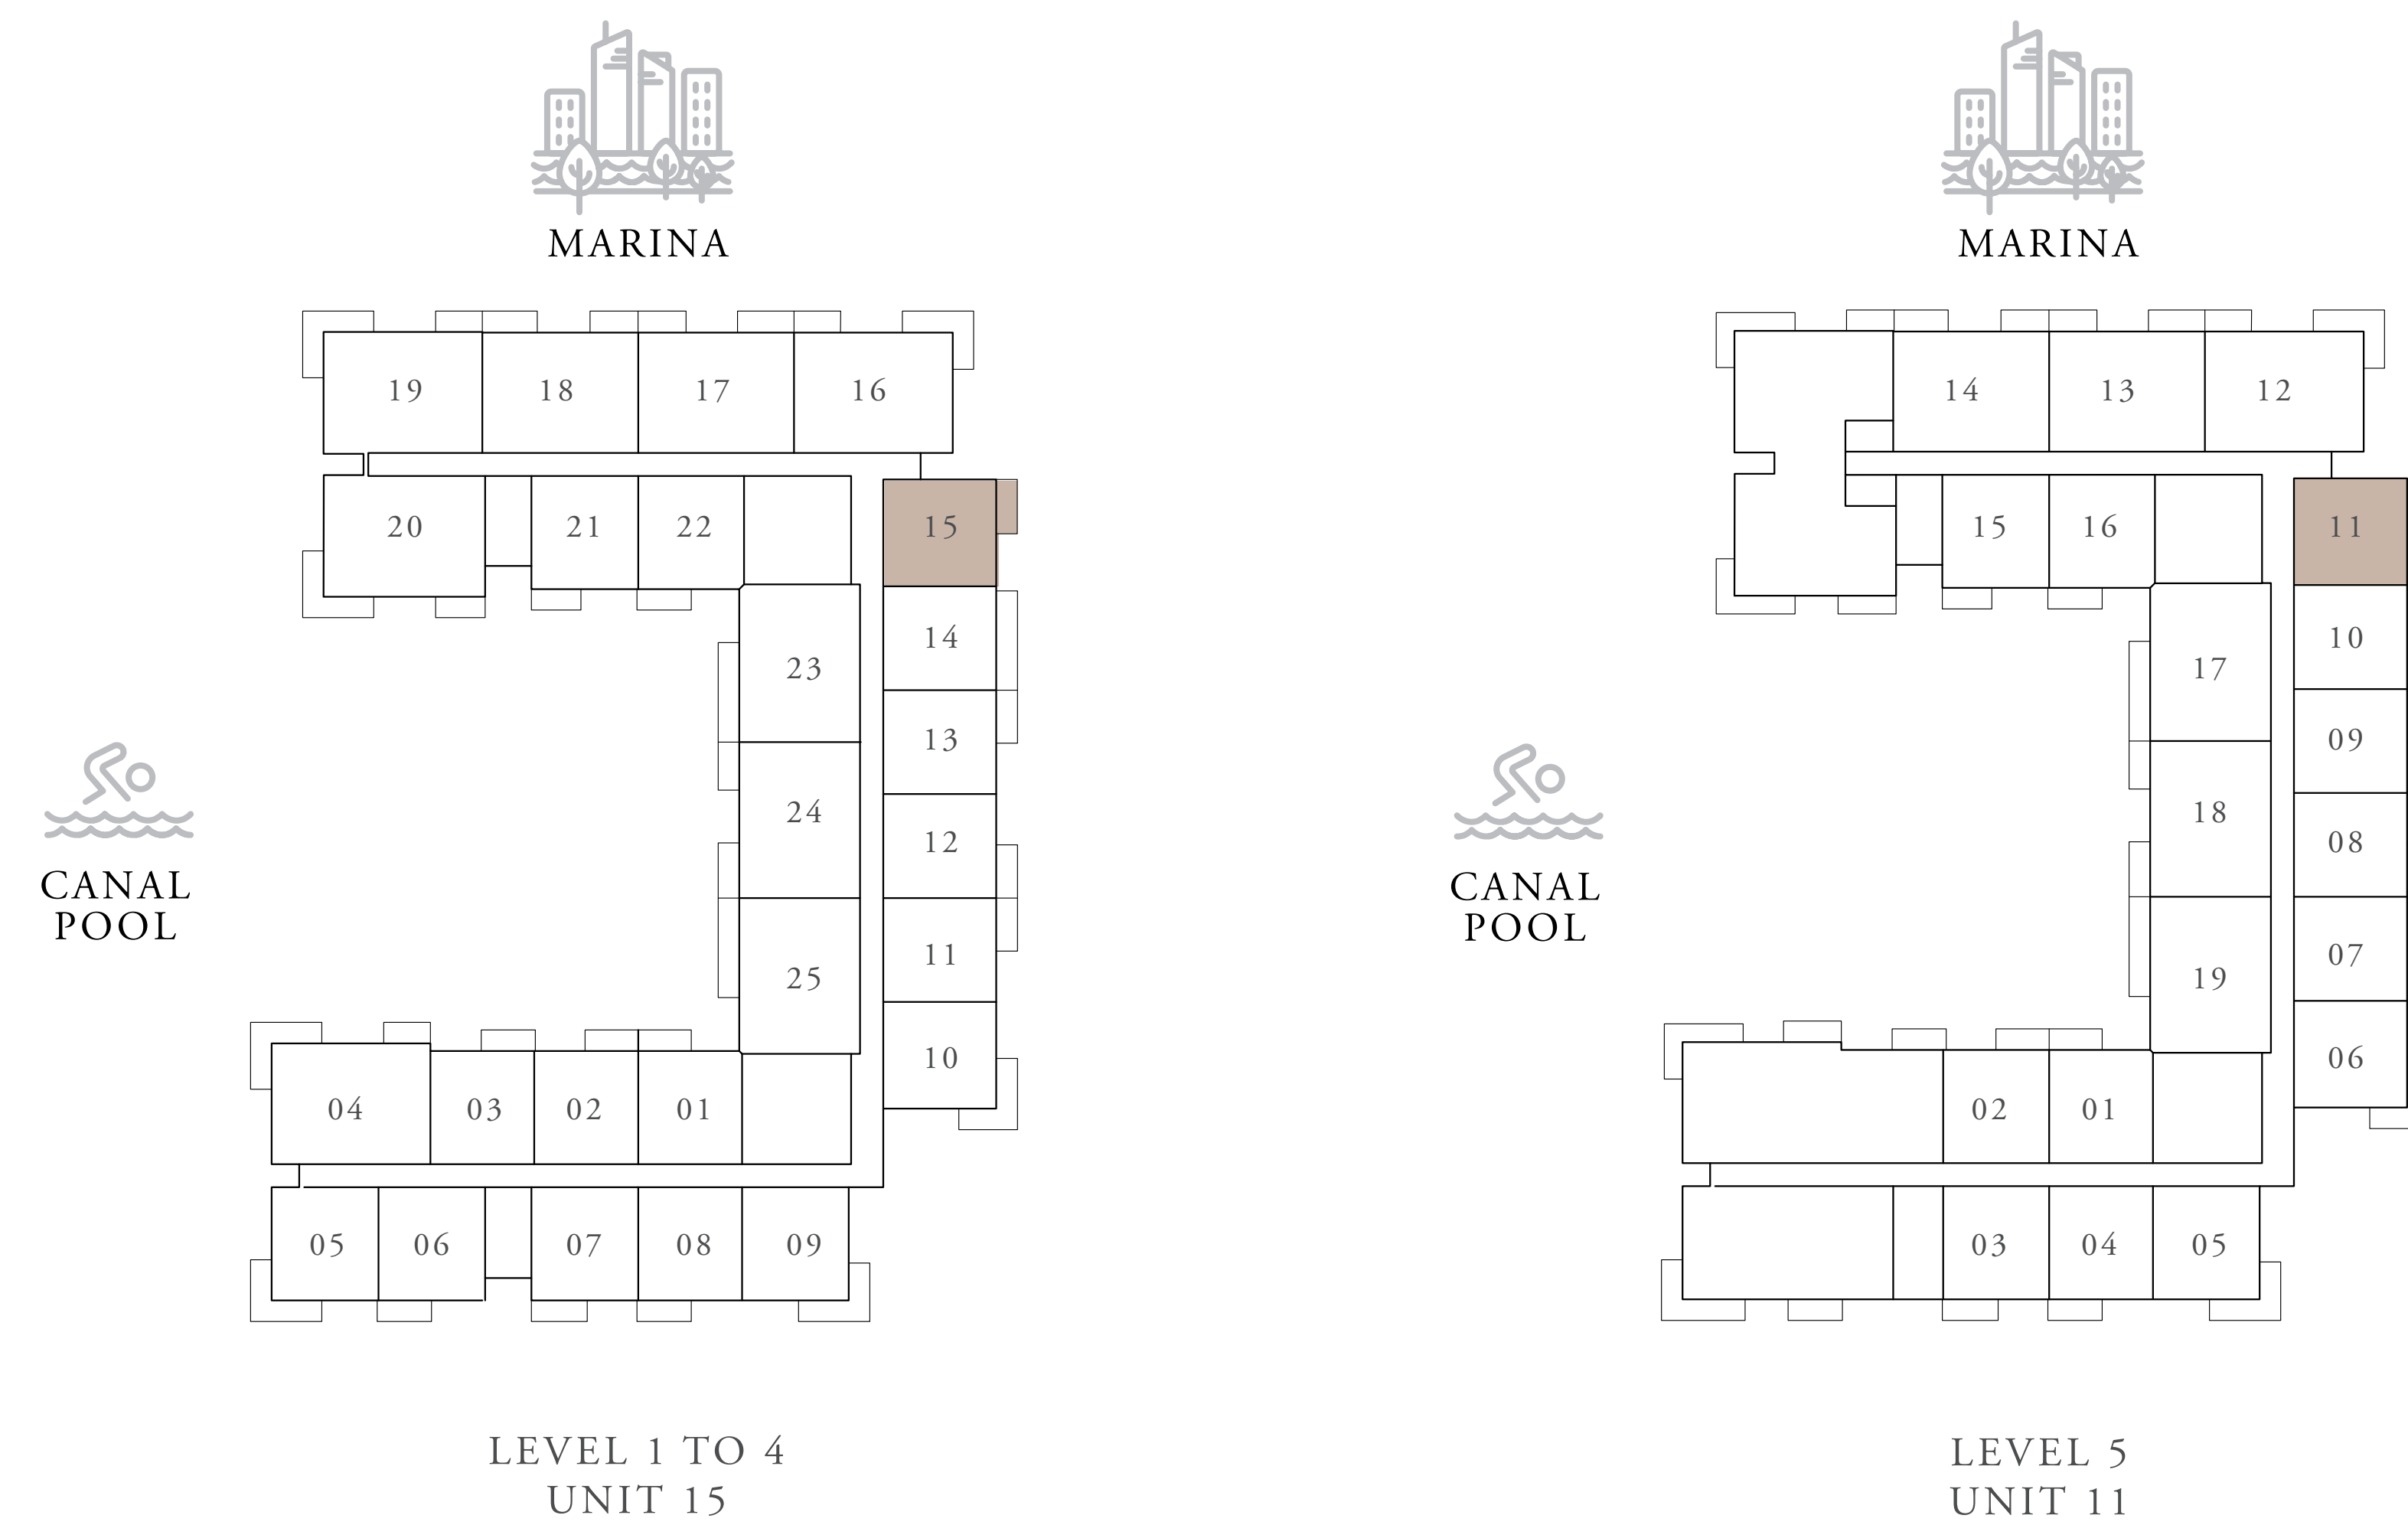 MARINA
19 18 17 16
20 21 22 15
14
23
13
24 12
11
25
10
04 03 02 01
05 06 07 08 09
CANAL
POOL
LEVEL 1 TO 4
UNIT 15
MARINA
14 13 12
15 16 11
10
17
09
18 08
07
19
06
02 01
03 04 05
CANAL
POOL
LEVEL 5
UNIT 11